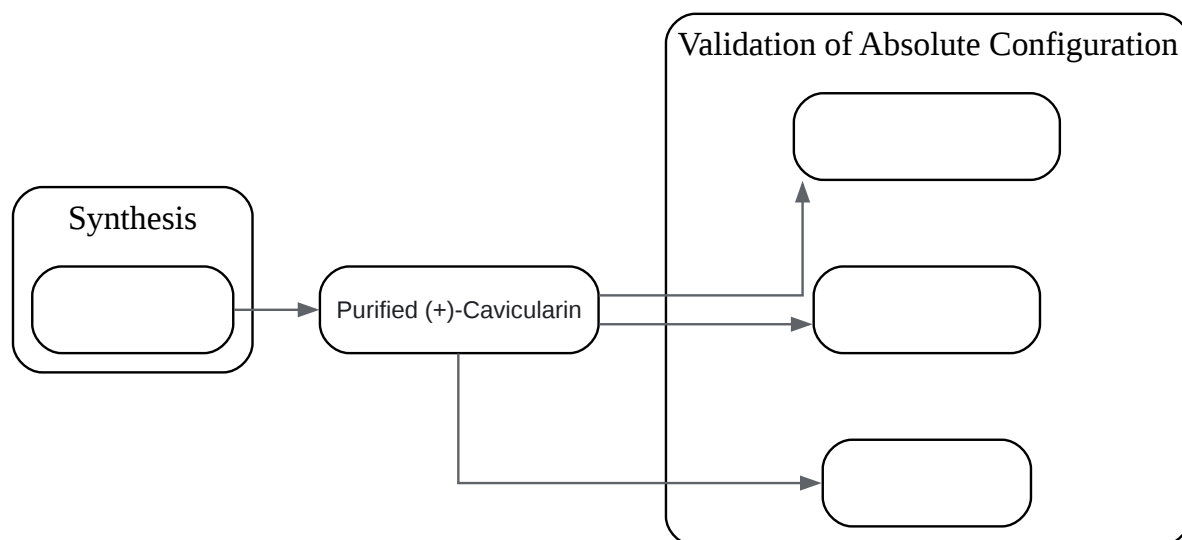 Validation of Absolute Configuration
Synthesis
Purified (+)-Cavicularin